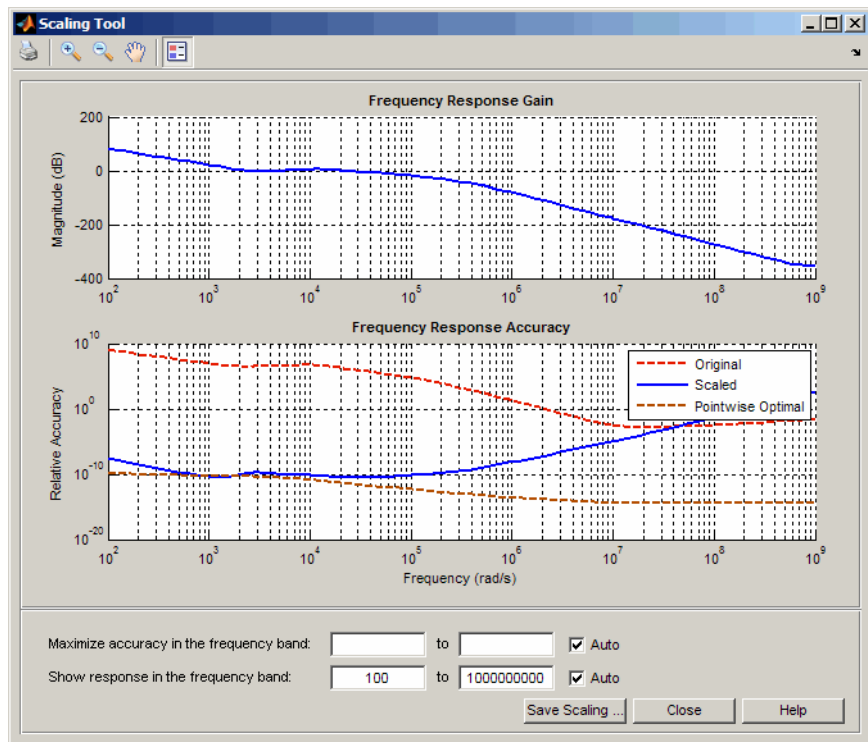 Scaling Tool
Frequency Response Gain
Magnitude (dB)
200
0
-200
-400
10^2 10^3 10^4 10^5 10^6 10^7 10^8 10^9
Frequency Response Accuracy
Relative Accuracy
10^10
10^0
10^-10
10^-20
Original
Scaled
Pointwise Optimal
10^2 10^3 10^4 10^5 10^6 10^7 10^8 10^9
Frequency (rad/s)
Maximize accuracy in the frequency band: to Auto
Show response in the frequency band: 100 to 1000000000 Auto
Save Scaling ... Close Help